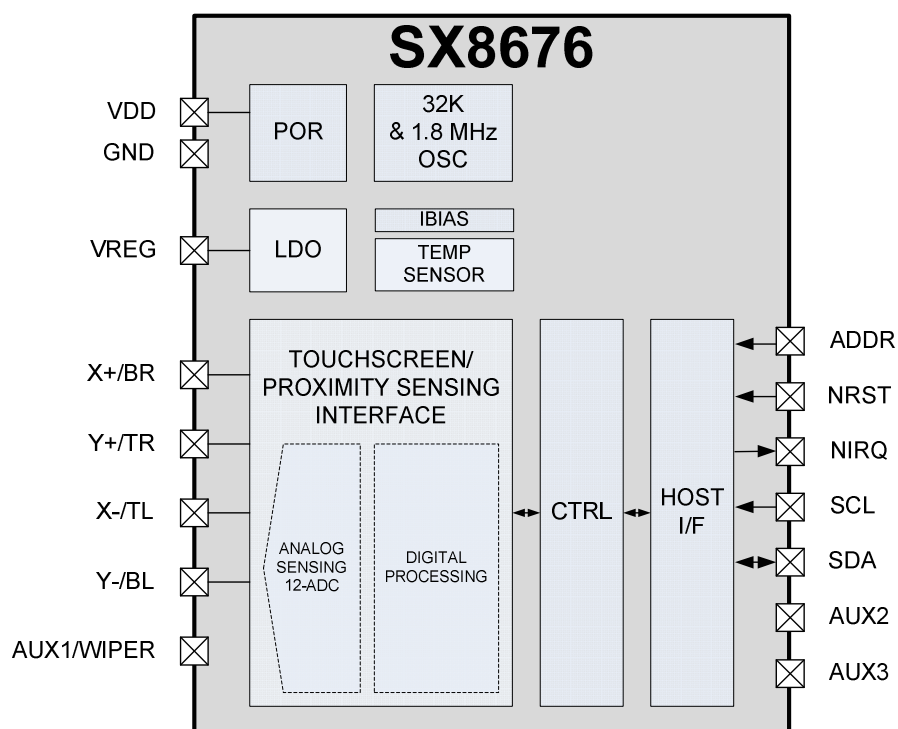 SX8676
VDD
GND
VREG
X+/BR
Y+/TR
X-/TL
Y-/BL
AUX1/WIPER
POR
32K
& 1.8 MHz
OSC
LDO
IBIAS
TEMP
SENSOR
TOUCHSCREEN/
PROXIMITY SENSING
INTERFACE
ANALOG
SENSING
12-ADC
DIGITAL
PROCESSING
CTRL
HOST
I/F
ADDR
NRST
NIRQ
SCL
SDA
AUX2
AUX3